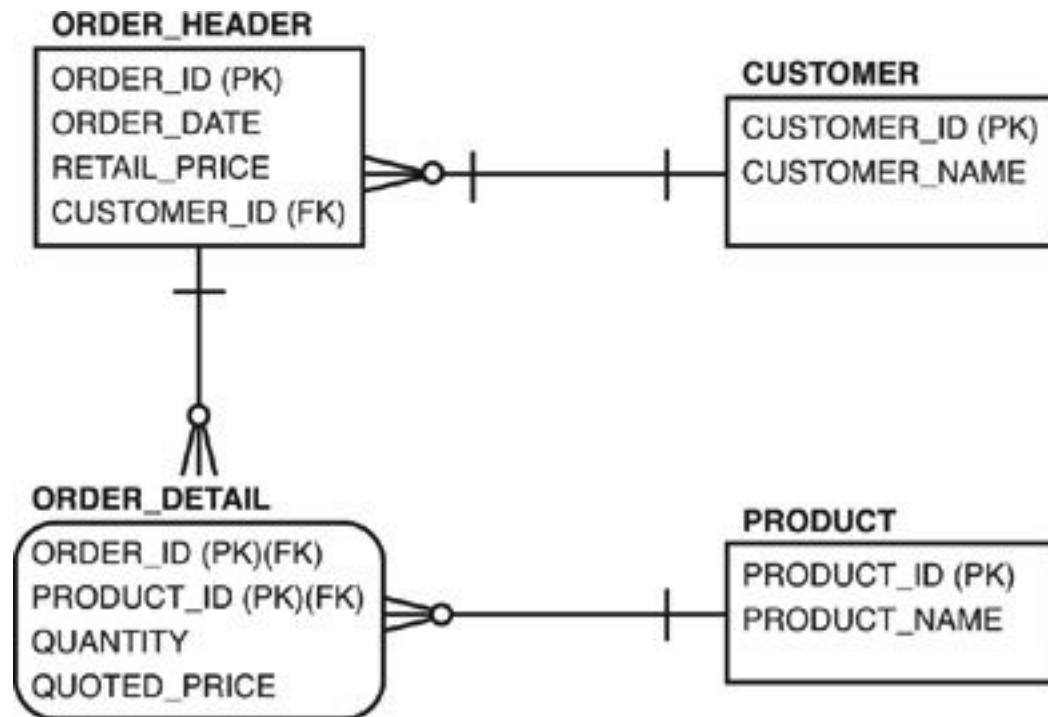 ORDER_HEADER
ORDER_ID (PK)
ORDER_DATE
RETAIL_PRICE
CUSTOMER_ID (FK)
CUSTOMER
CUSTOMER_ID (PK)
CUSTOMER_NAME
ORDER_DETAIL
ORDER_ID (PK)(FK)
PRODUCT_ID (PK)(FK)
QUANTITY
QUOTED_PRICE
PRODUCT
PRODUCT_ID (PK)
PRODUCT_NAME